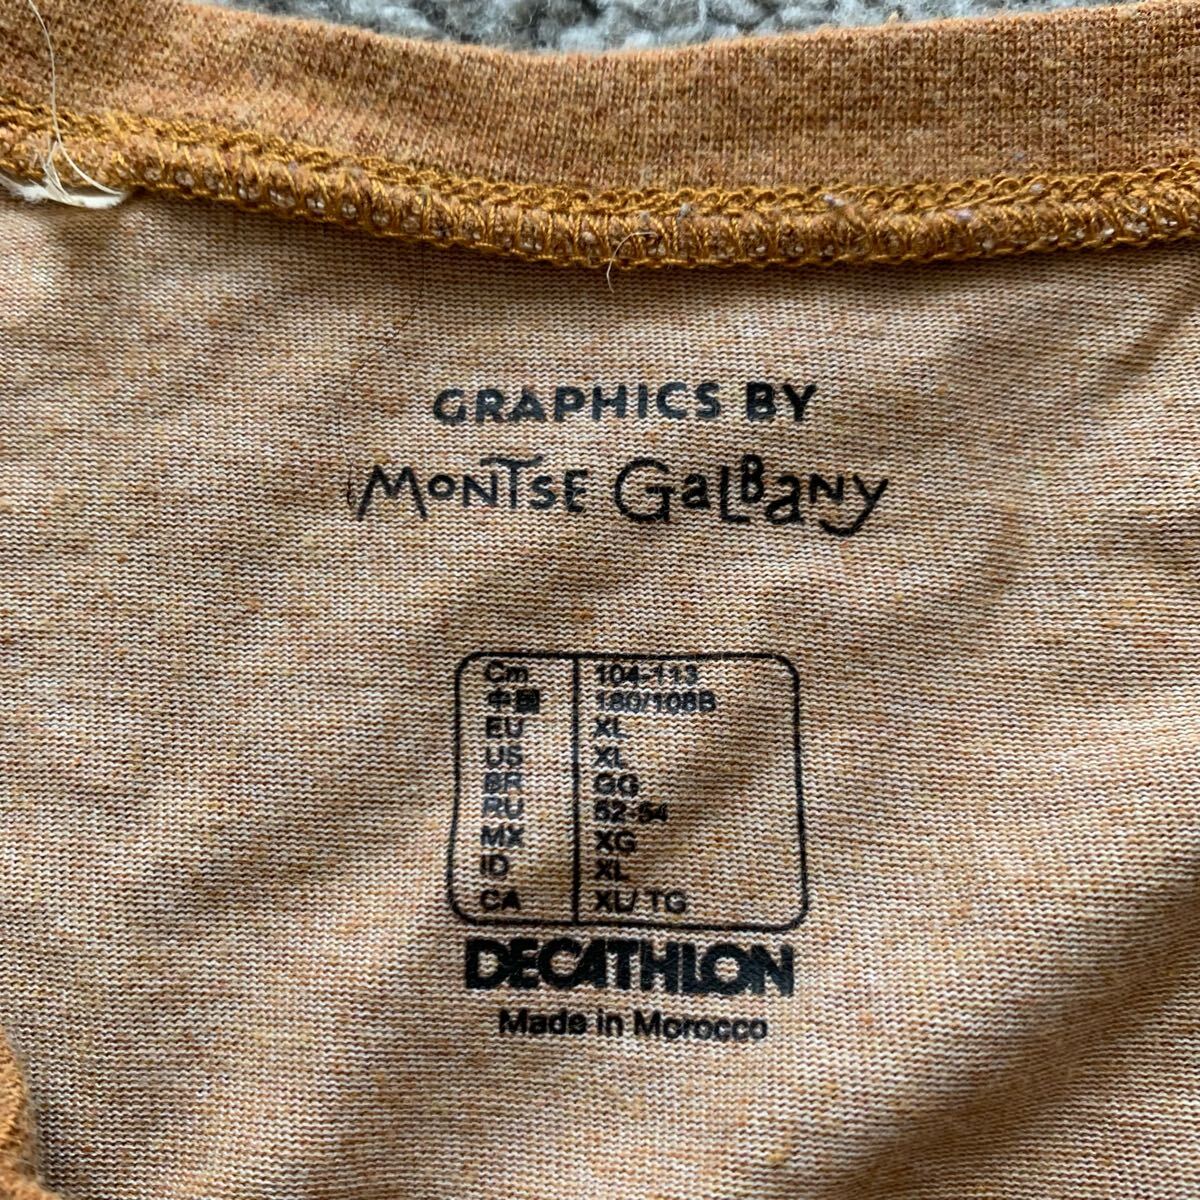 GRAPHICS BY
MONTSE GaLBaNy
Cm 104-113
中国 180/108B
EU XL
US XL
BR GG
RU 52-54
MX XG
ID XL
CA XL/TG
DECATHLON
Made in Morocco